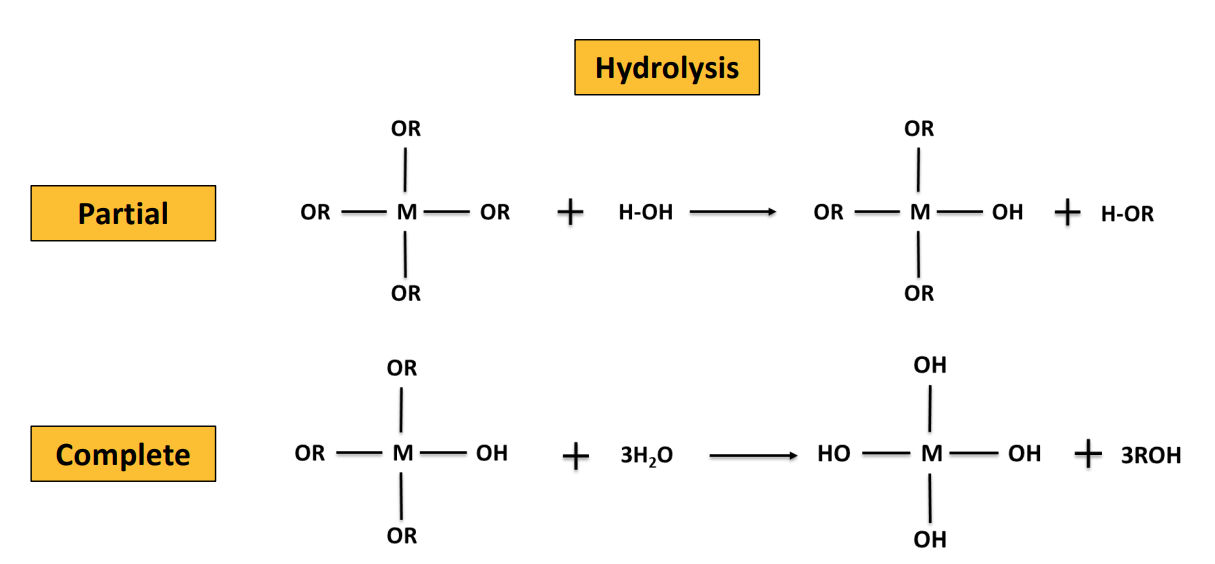 Hydrolysis
OR
Partial
OR M OR + H-OH OR M OH + H-OR
OR
OR
OR
OR
OH
Complete
OR M OH + 3H₂O HO M OH + 3ROH
OR
OH